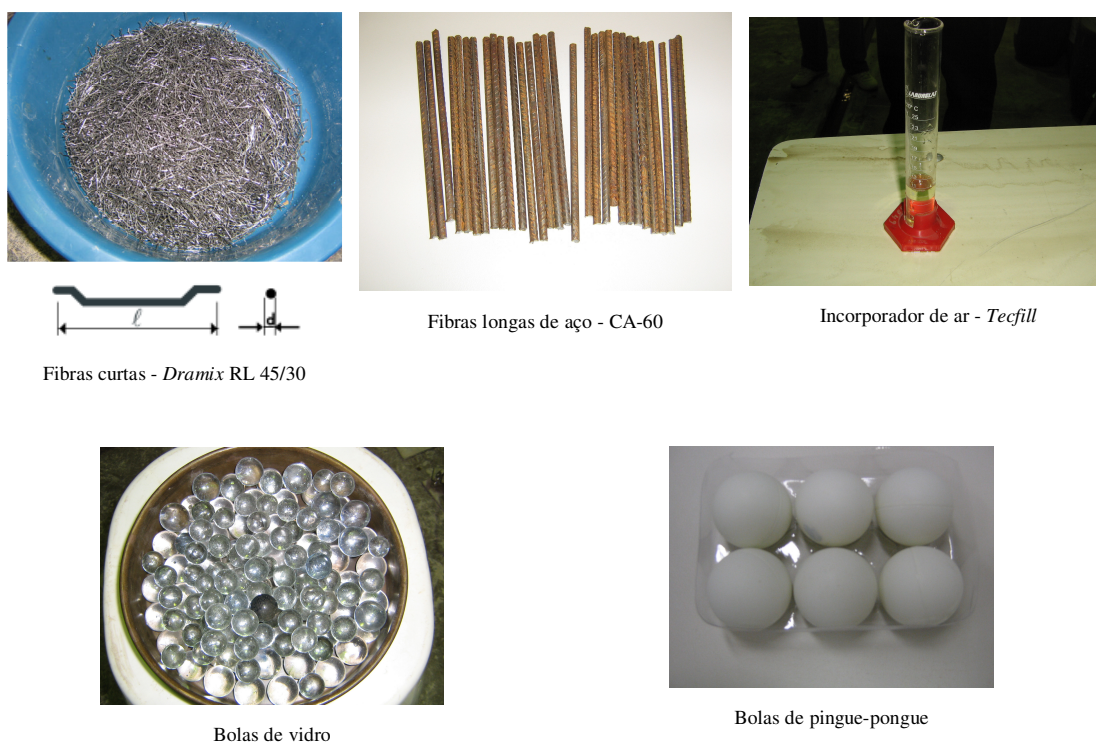 LABORGLAS
ℓ
d
Fibras longas de aço - CA-60
Incorporador de ar - Tecfill
Fibras curtas - Dramix RL 45/30
Bolas de vidro
Bolas de pingue-pongue